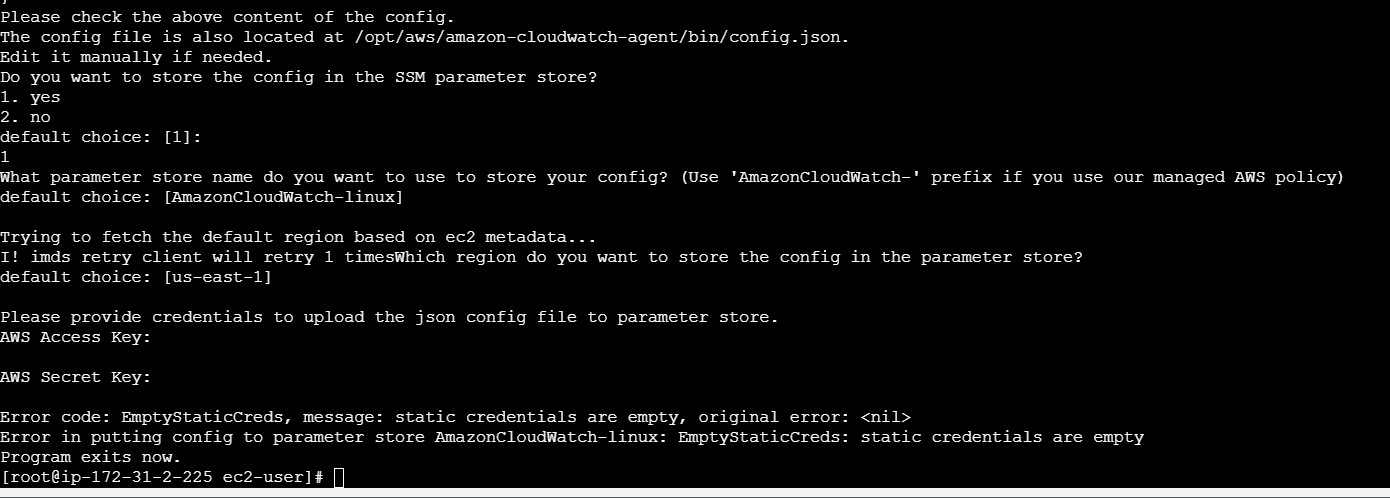 Please check the above content of the config.
The config file is also located at /opt/aws/amazon-cloudwatch-agent/bin/config.json.
Edit it manually if needed.
Do you want to store the config in the SSM parameter store?
1. yes
2. no
default choice: [1]:
1
What parameter store name do you want to use to store your config? (Use 'AmazonCloudWatch-' prefix if you use our managed AWS policy)
default choice: [AmazonCloudWatch-linux]
Trying to fetch the default region based on ec2 metadata...
I! imds retry client will retry 1 timesWhich region do you want to store the config in the parameter store?
default choice: [us-east-1]
Please provide credentials to upload the json config file to parameter store.
AWS Access Key:
AWS Secret Key:
Error code: EmptyStaticCreds, message: static credentials are empty, original error: <nil>
Error in putting config to parameter store AmazonCloudWatch-linux: EmptyStaticCreds: static credentials are empty
Program exits now.
[root@ip-172-31-2-225 ec2-user]#